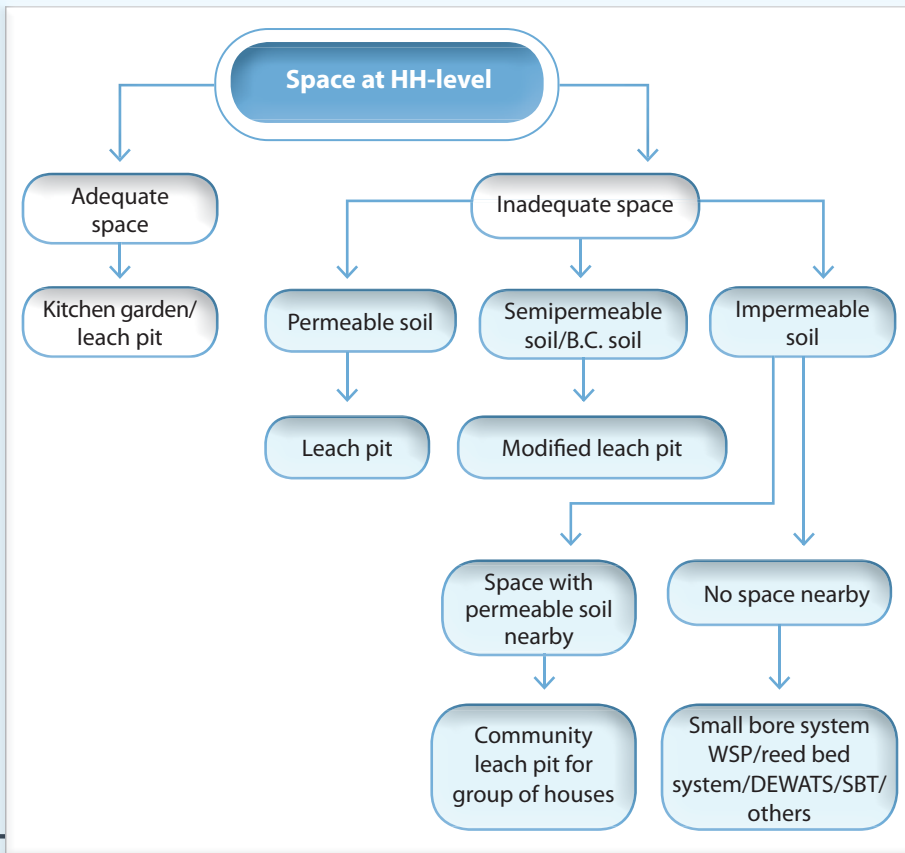 Space at HH-level
Adequate
space
Inadequate space
Kitchen garden/
leach pit
Permeable soil
Semipermeable
soil/B.C. soil
Impermeable
soil
Leach pit
Modified leach pit
Space with
permeable soil
nearby
No space nearby
Community
leach pit for
group of houses
Small bore system
WSP/reed bed
system/DEWATS/SBT/
others